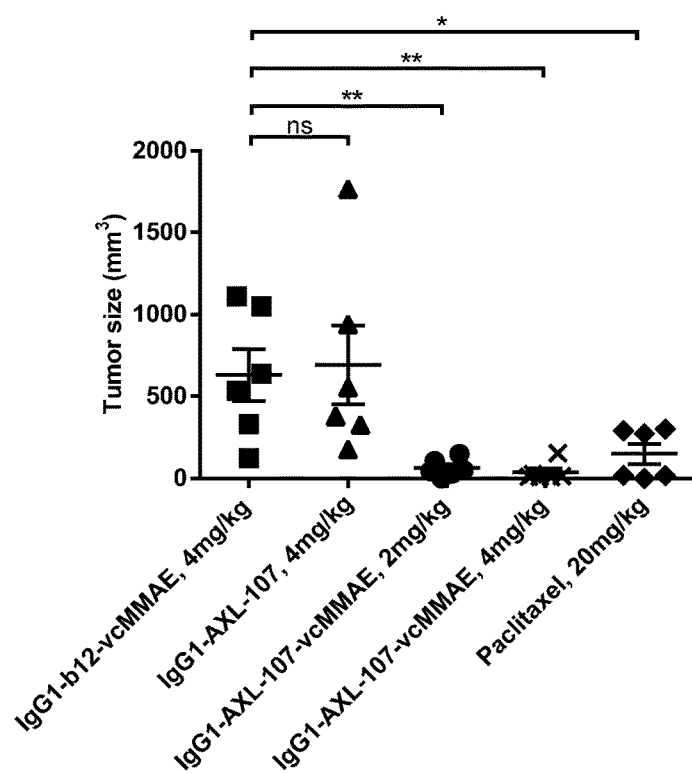 *
**
**
ns
2000
1500
1000
500
0
Tumor size (mm³)
IgG1-b12-vcMMAE, 4mg/kg
IgG1-AXL-107, 4mg/kg
IgG1-AXL-107-vcMMAE, 2mg/kg
IgG1-AXL-107-vcMMAE, 4mg/kg
Paclitaxel, 20mg/kg